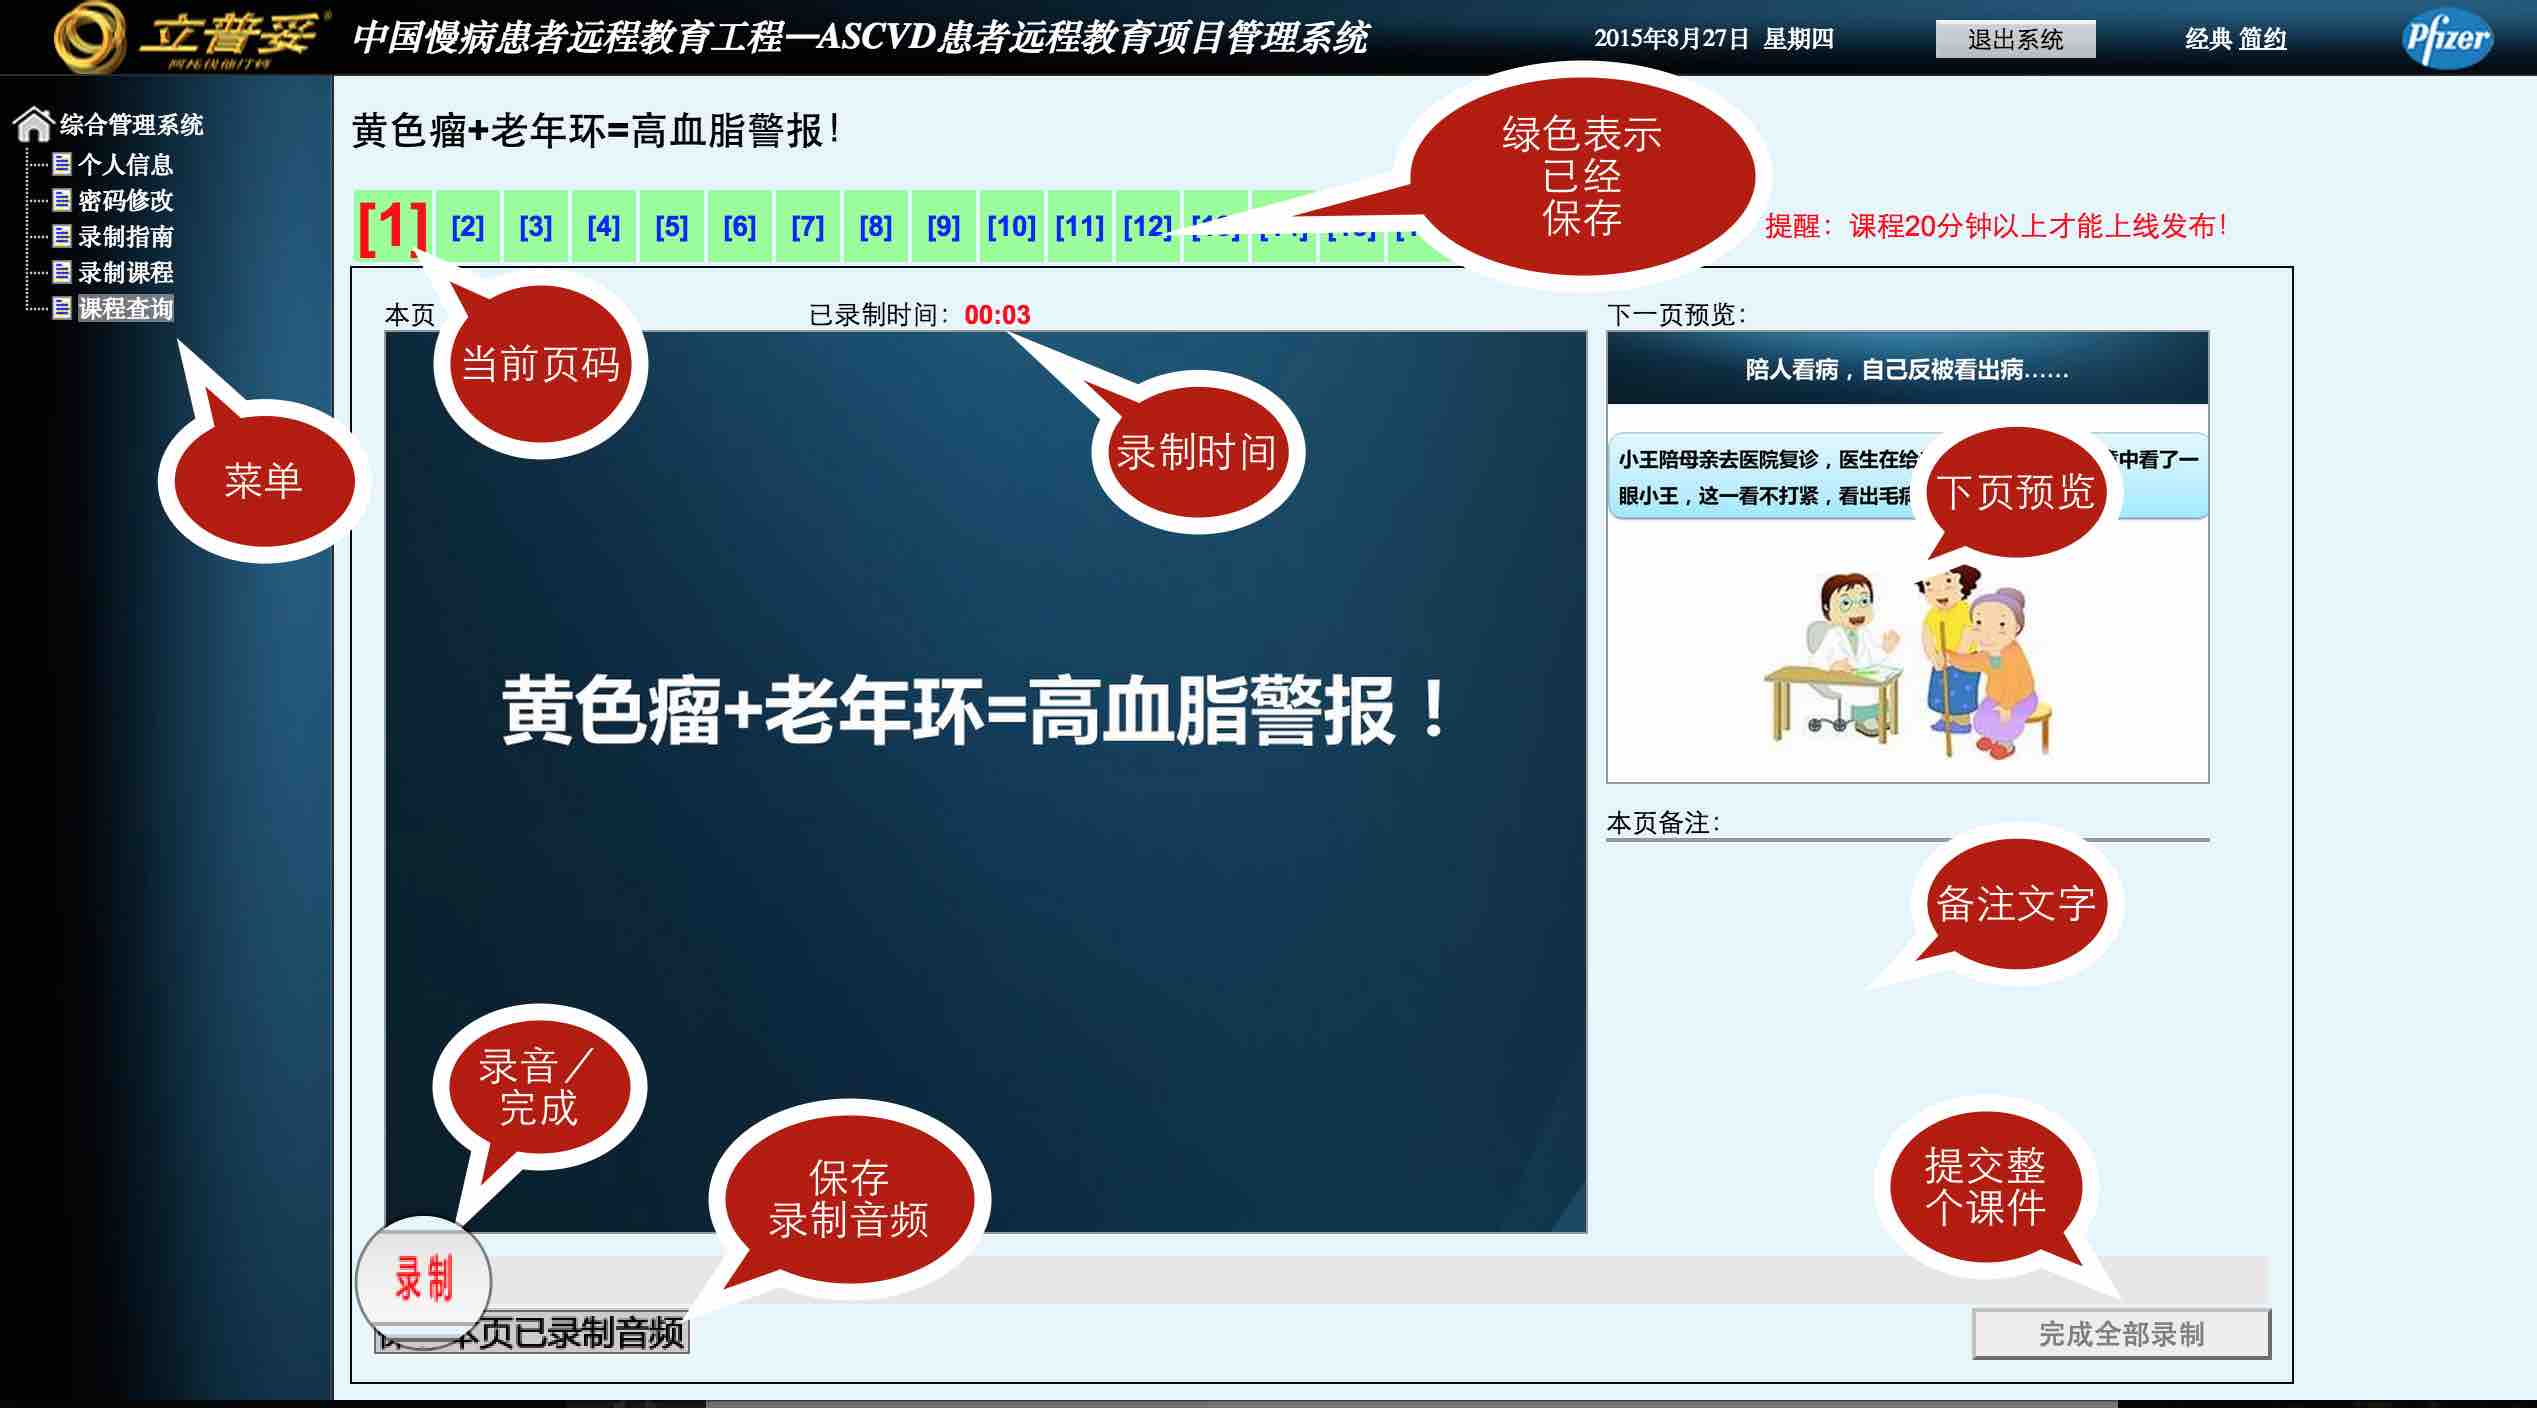 立普妥®
中国慢病患者远程教育工程—ASCVD患者远程教育项目管理系统
2015年8月27日 星期四
退出系统
经典 简约
Pfizer
综合管理系统
个人信息
密码修改
录制指南
录制课程
课程查询
菜单
黄色瘤+老年环=高血脂警报！
绿色表示
已经
保存
[1] [2] [3] [4] [5] [6] [7] [8] [9] [10] [11] [12]
提醒：课程20分钟以上才能上线发布！
本页
已录制时间：00:03
下一页预览：
当前页码
录制时间
黄色瘤+老年环=高血脂警报！
陪人看病，自己反被看出病……
小王陪母亲去医院复诊，医生在给 中看了一
眼小王，这一看不打紧，看出毛
下页预览
本页备注：
备注文字
录音／
完成
保存
录制音频
提交整
个课件
录制
本页已录制音频
完成全部录制